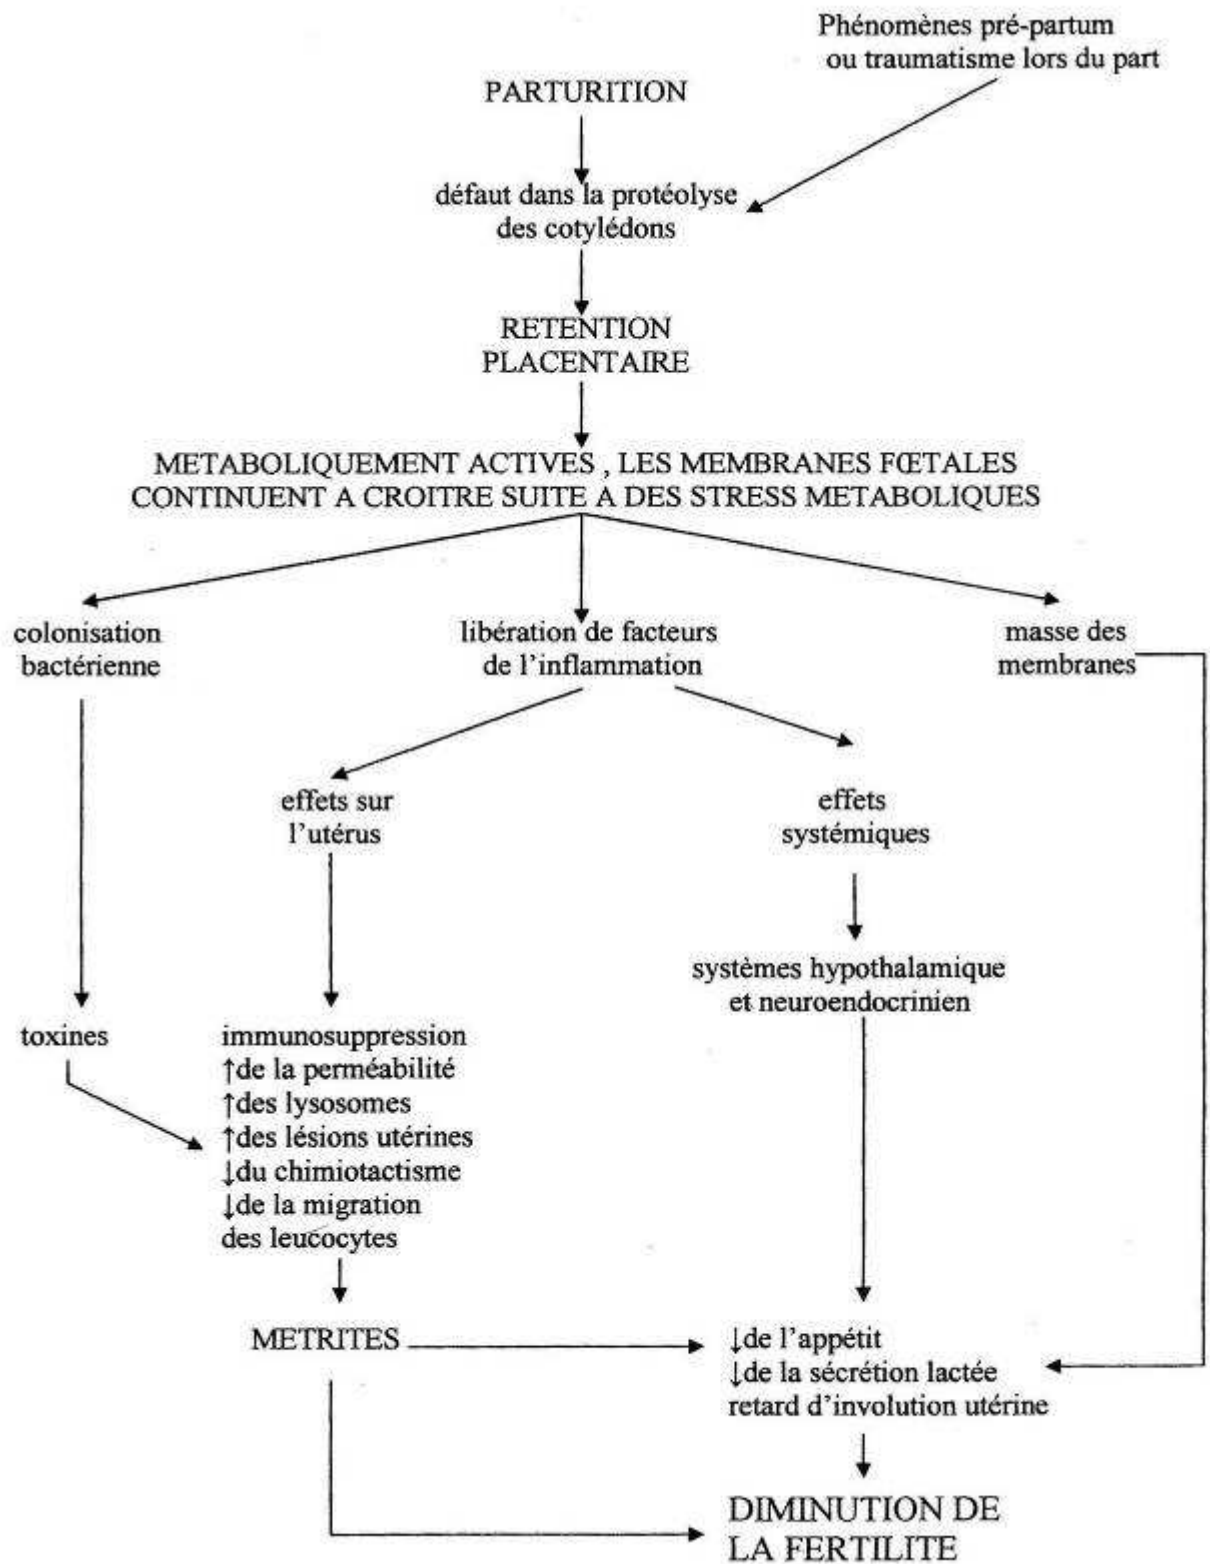 Phénomènes pré-partum
ou traumatisme lors du part
PARTURITION
défaut dans la protéolyse
des cotylédons
RETENTION
PLACENTAIRE
METABOLIQUEMENT ACTIVES , LES MEMBRANES FŒTALES
CONTINUENT A CROITRE SUITE A DES STRESS METABOLIQUES
colonisation
bactérienne
libération de facteurs
de l’inflammation
masse des
membranes
effets sur
l’utérus
effets
systémiques
systèmes hypothalamique
et neuroendocrinien
toxines
immunosuppression
↑de la perméabilité
↑des lysosomes
↑des lésions utérines
↓du chimiotactisme
↓de la migration
des leucocytes
METRITES
↓de l’appétit
↓de la sécrétion lactée
retard d’involution utérine
DIMINUTION DE
LA FERTILITE